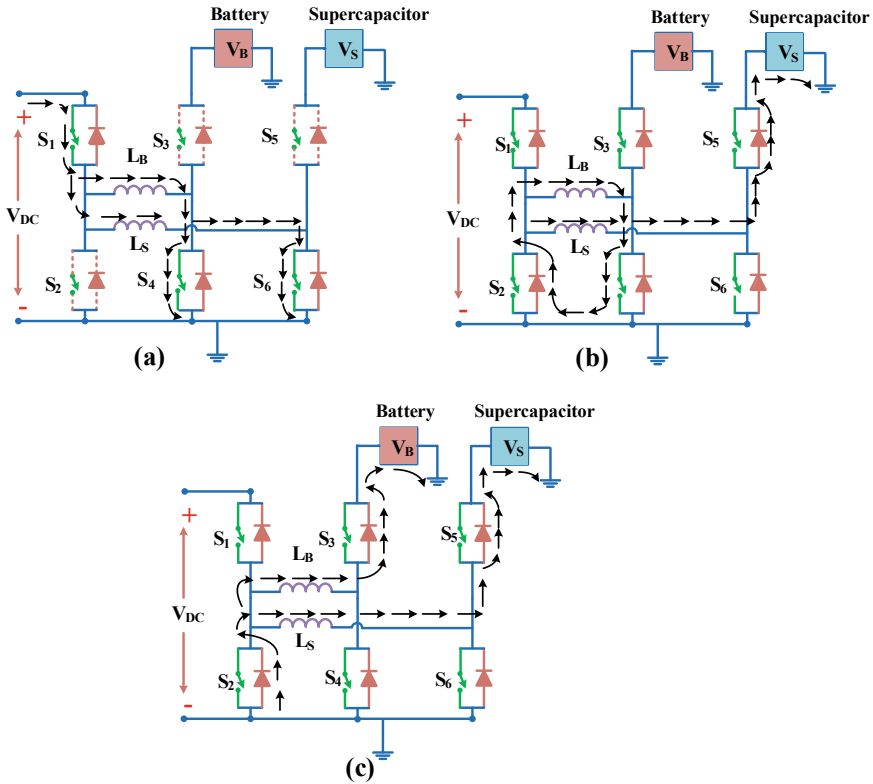 Battery Supercapacitor
V_B V_S
+
S₁ S₃ S₅
L_B
V_DC
L_S
S₂ S₄ S₆
-
(a)
Battery Supercapacitor
V_B V_S
+
S₁ S₃ S₅
L_B
V_DC
L_S
S₂ S₄ S₆
-
(b)
Battery Supercapacitor
V_B V_S
+
S₁ S₃ S₅
L_B
V_DC
L_S
S₂ S₄ S₆
-
(c)